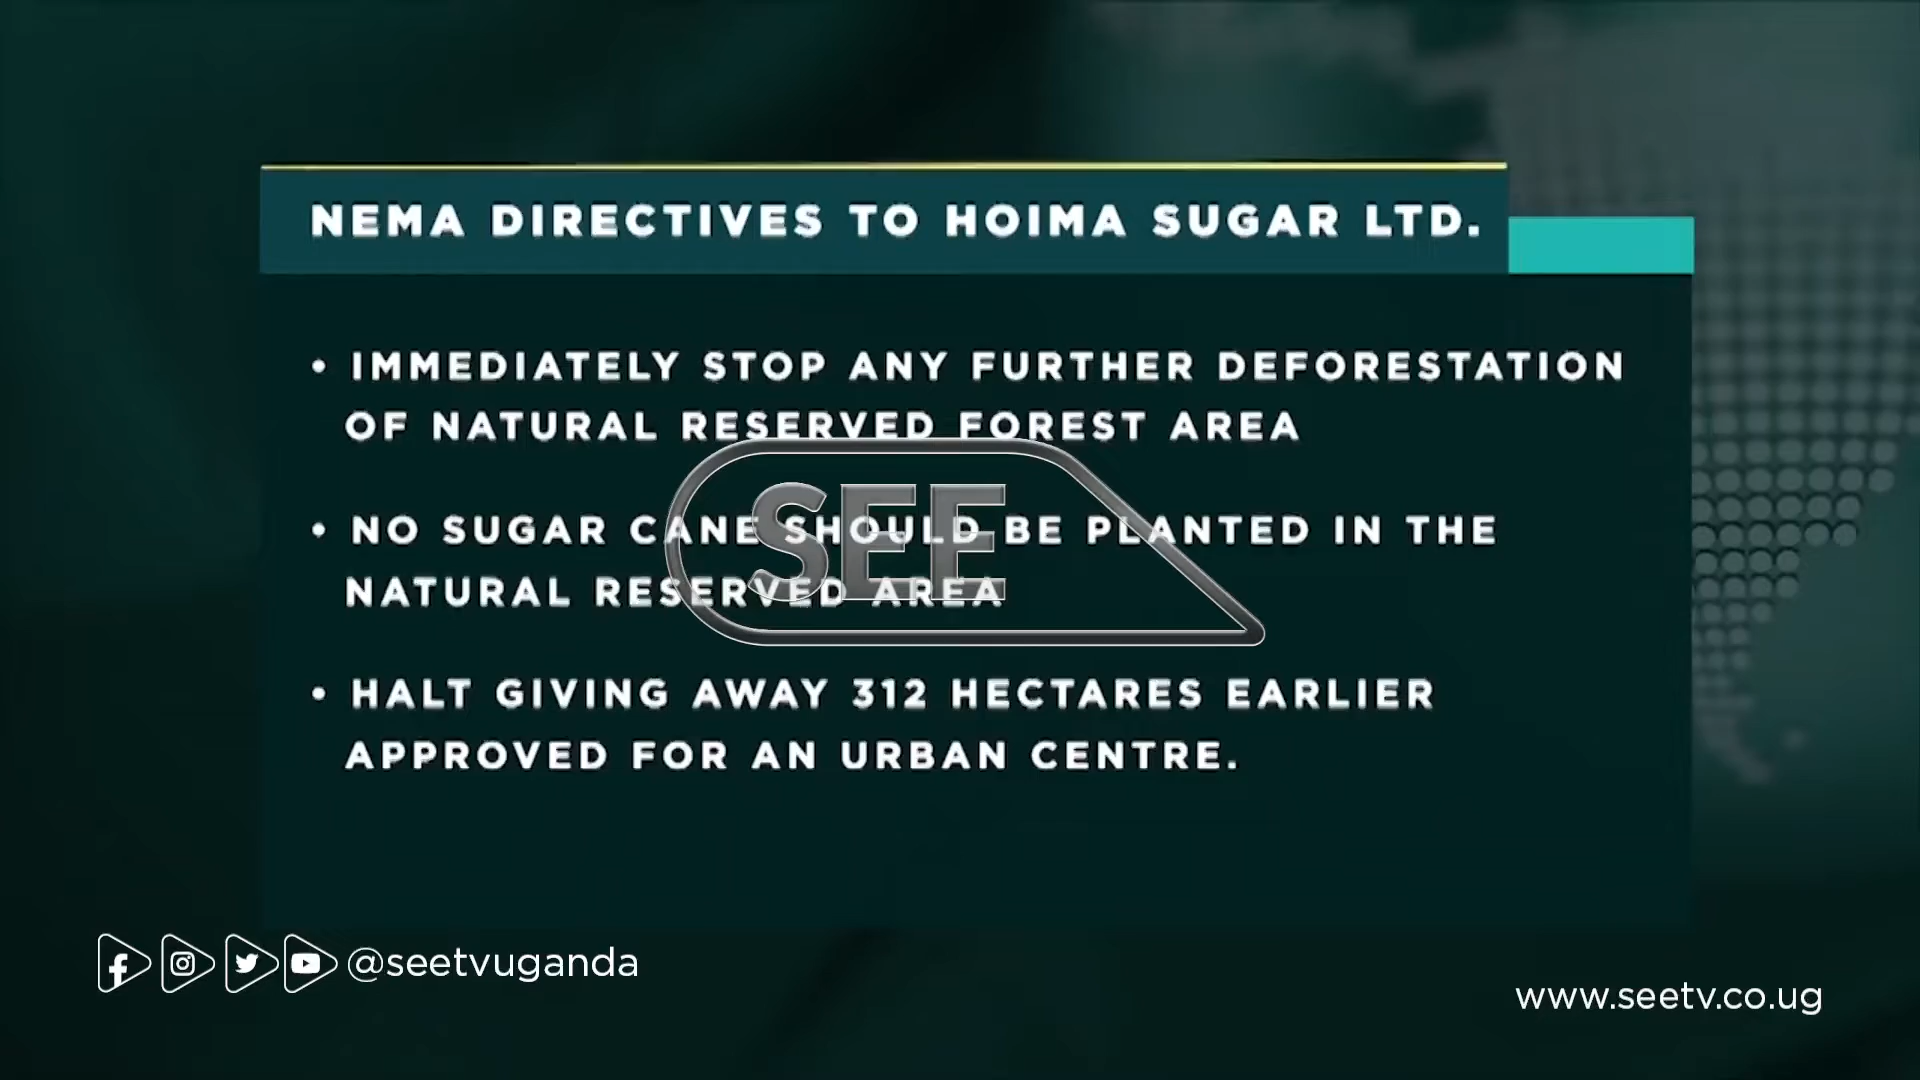 NEMA DIRECTIVES TO HOIMA SUGAR LTD.
• IMMEDIATELY STOP ANY FURTHER DEFORESTATION
OF NATURAL RESERVED FOREST AREA
• NO SUGAR CANE SHOULD BE PLANTED IN THE
NATURAL RESERVED AREA
SEE
• HALT GIVING AWAY 312 HECTARES EARLIER
APPROVED FOR AN URBAN CENTRE.
@seetvuganda
www.seetv.co.ug